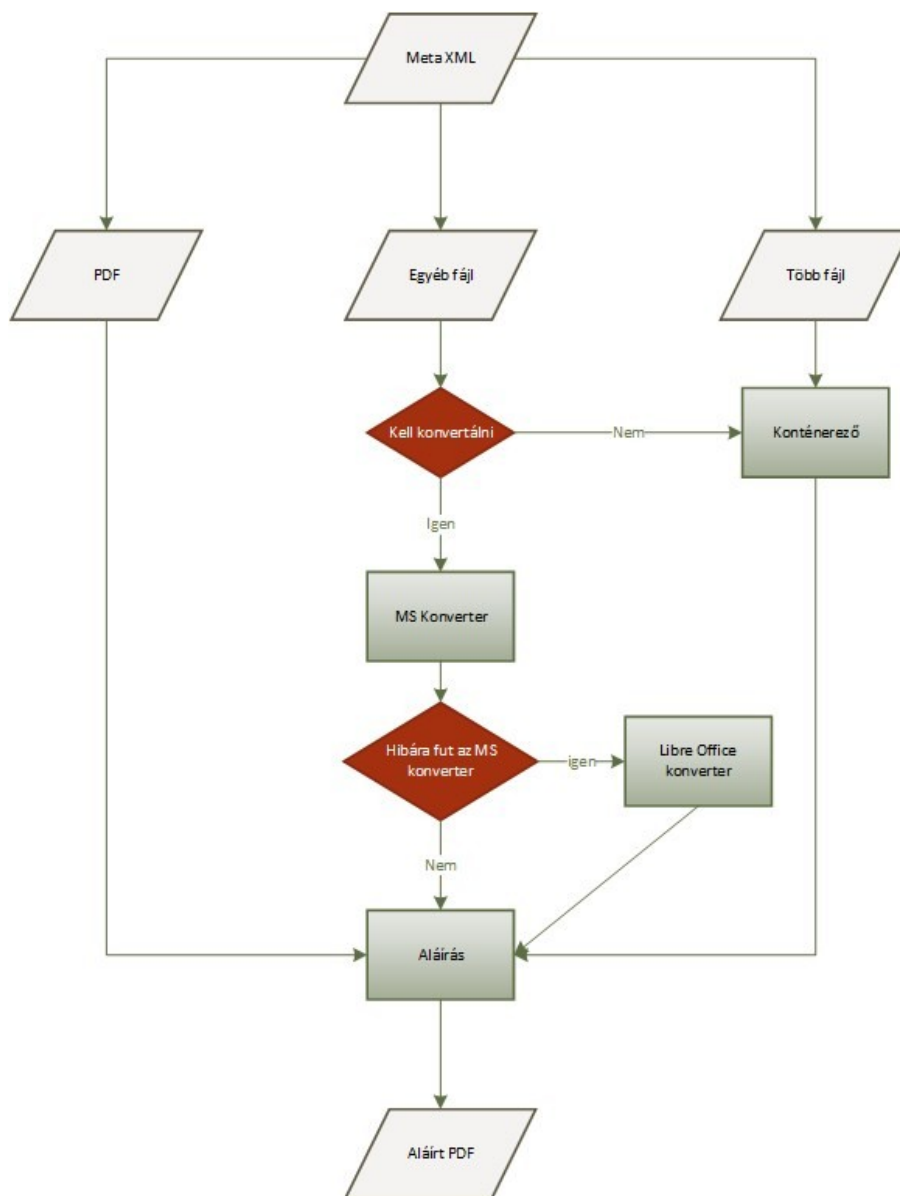 Meta XML
PDF
Egyéb fájl
Több fájl
Kell konvertálni
Nem
Konténerező
Igen
MS Konverter
Hibára fut az MS
konverter
igen
Libre Office
konverter
Nem
Aláírás
Aláírt PDF